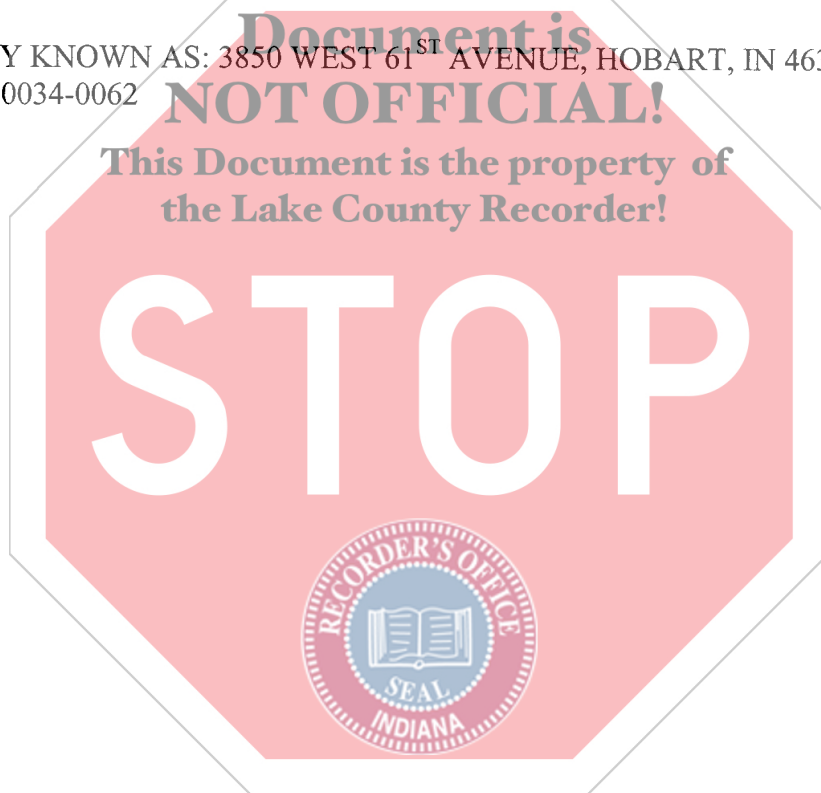 Document is
Y KNOWN AS: 3850 WEST 61ST AVENUE, HOBART, IN 463
0034-0062
NOT OFFICIAL!
This Document is the property of
the Lake County Recorder!
STOP
RECORDER'S OFFICE
SEAL
INDIANA